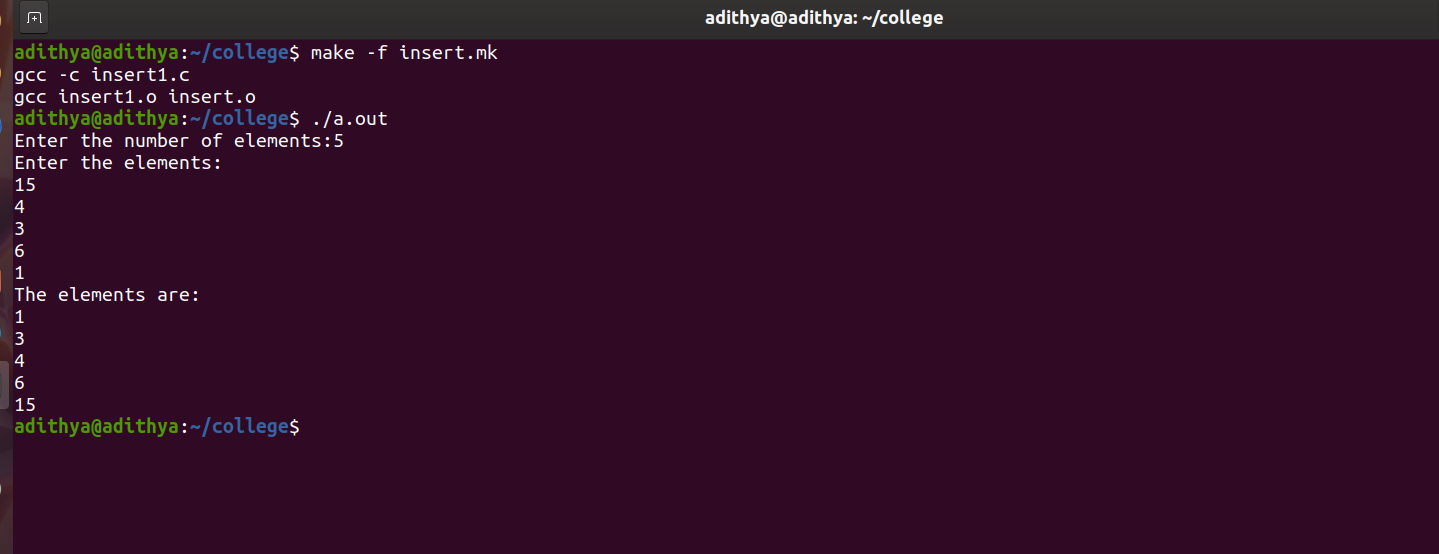 adithya@adithya: ~/college
adithya@adithya:~/college$ make -f insert.mk
gcc -c insert1.c
gcc insert1.o insert.o
adithya@adithya:~/college$ ./a.out
Enter the number of elements:5
Enter the elements:
15
4
3
6
1
The elements are:
1
3
4
6
15
adithya@adithya:~/college$